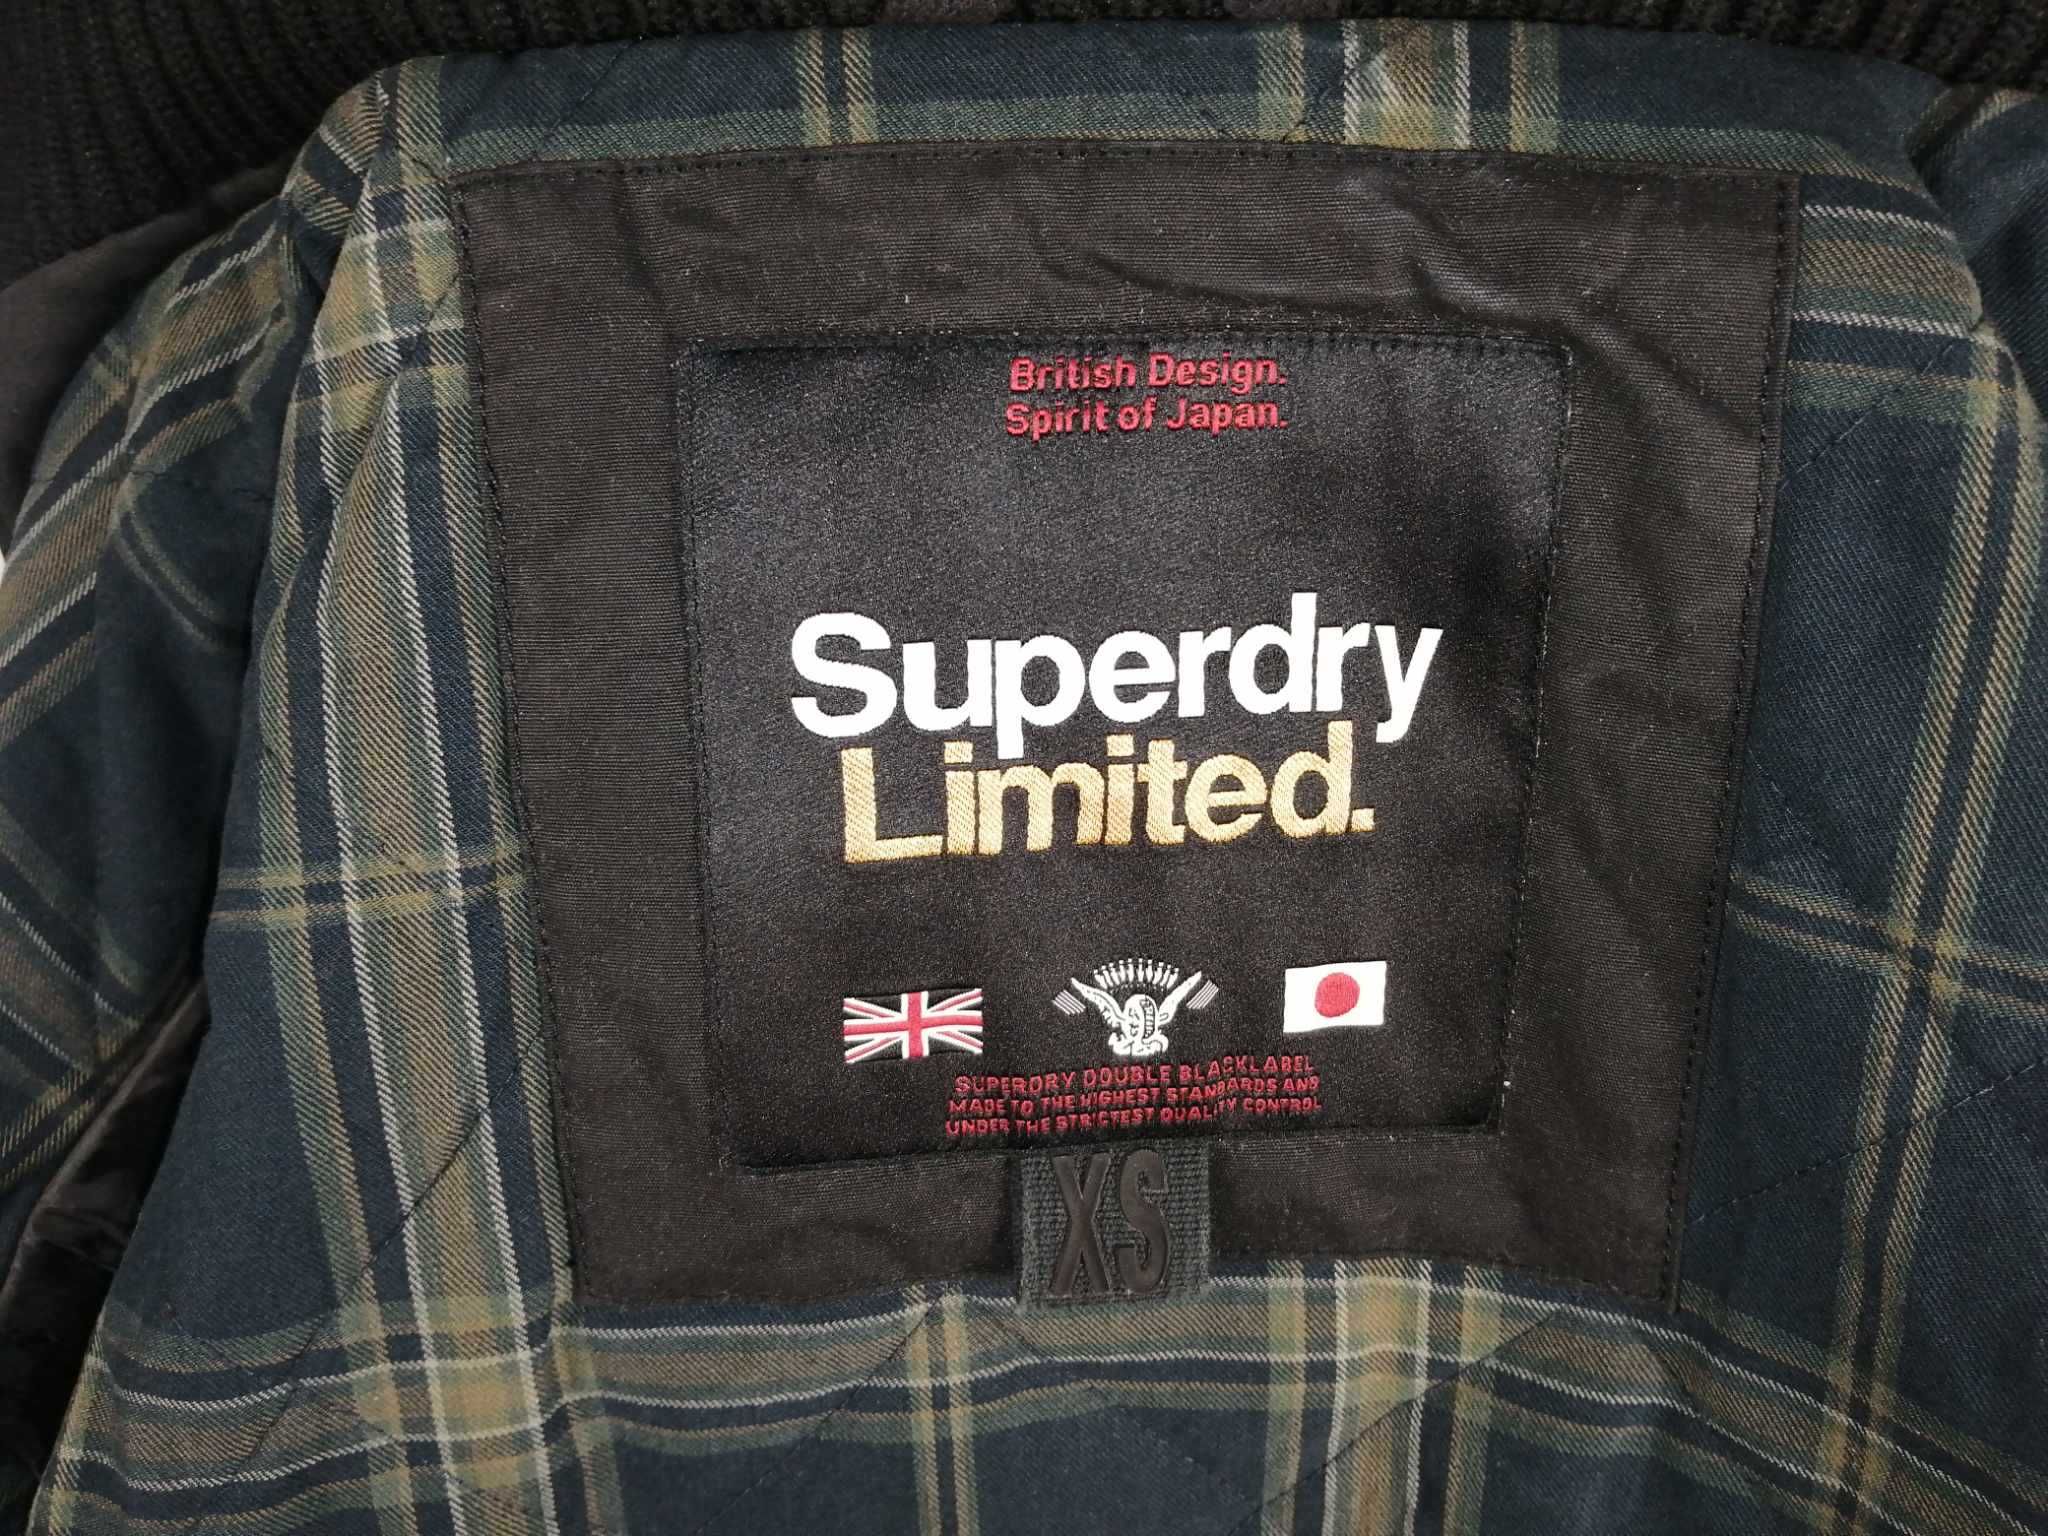 British Design.
Spirit of Japan.
Superdry
Limited.
SUPERDRY DOUBLE BLACKLABEL
MADE TO THE HIGHEST STANDARDS AND
UNDER THE STRICTEST QUALITY CONTROL
XS